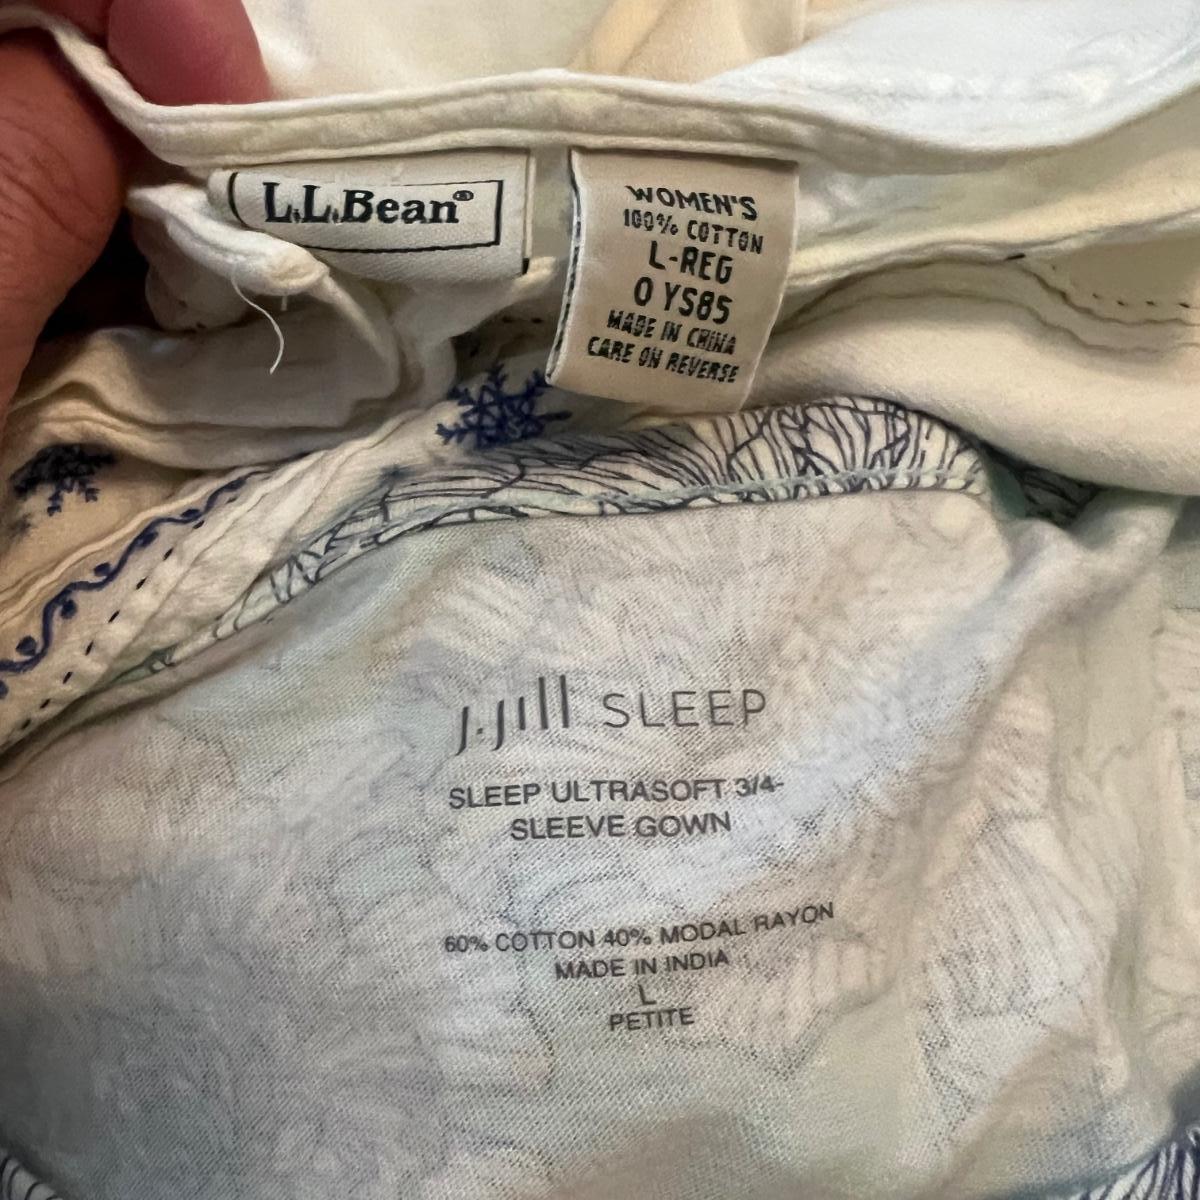 L.L.Bean®
WOMEN'S
100% COTTON
L-REG
0 YS85
MADE IN CHINA
CARE ON REVERSE
J.Jill SLEEP
SLEEP ULTRASOFT 3/4-
SLEEVE GOWN
60% COTTON 40% MODAL RAYON
MADE IN INDIA
L
PETITE